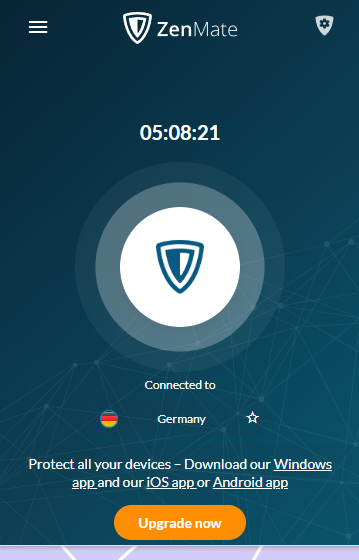 ZenMate
05:08:21
Connected to
Germany
Protect all your devices – Download our Windows
app and our iOS app or Android app
Upgrade now